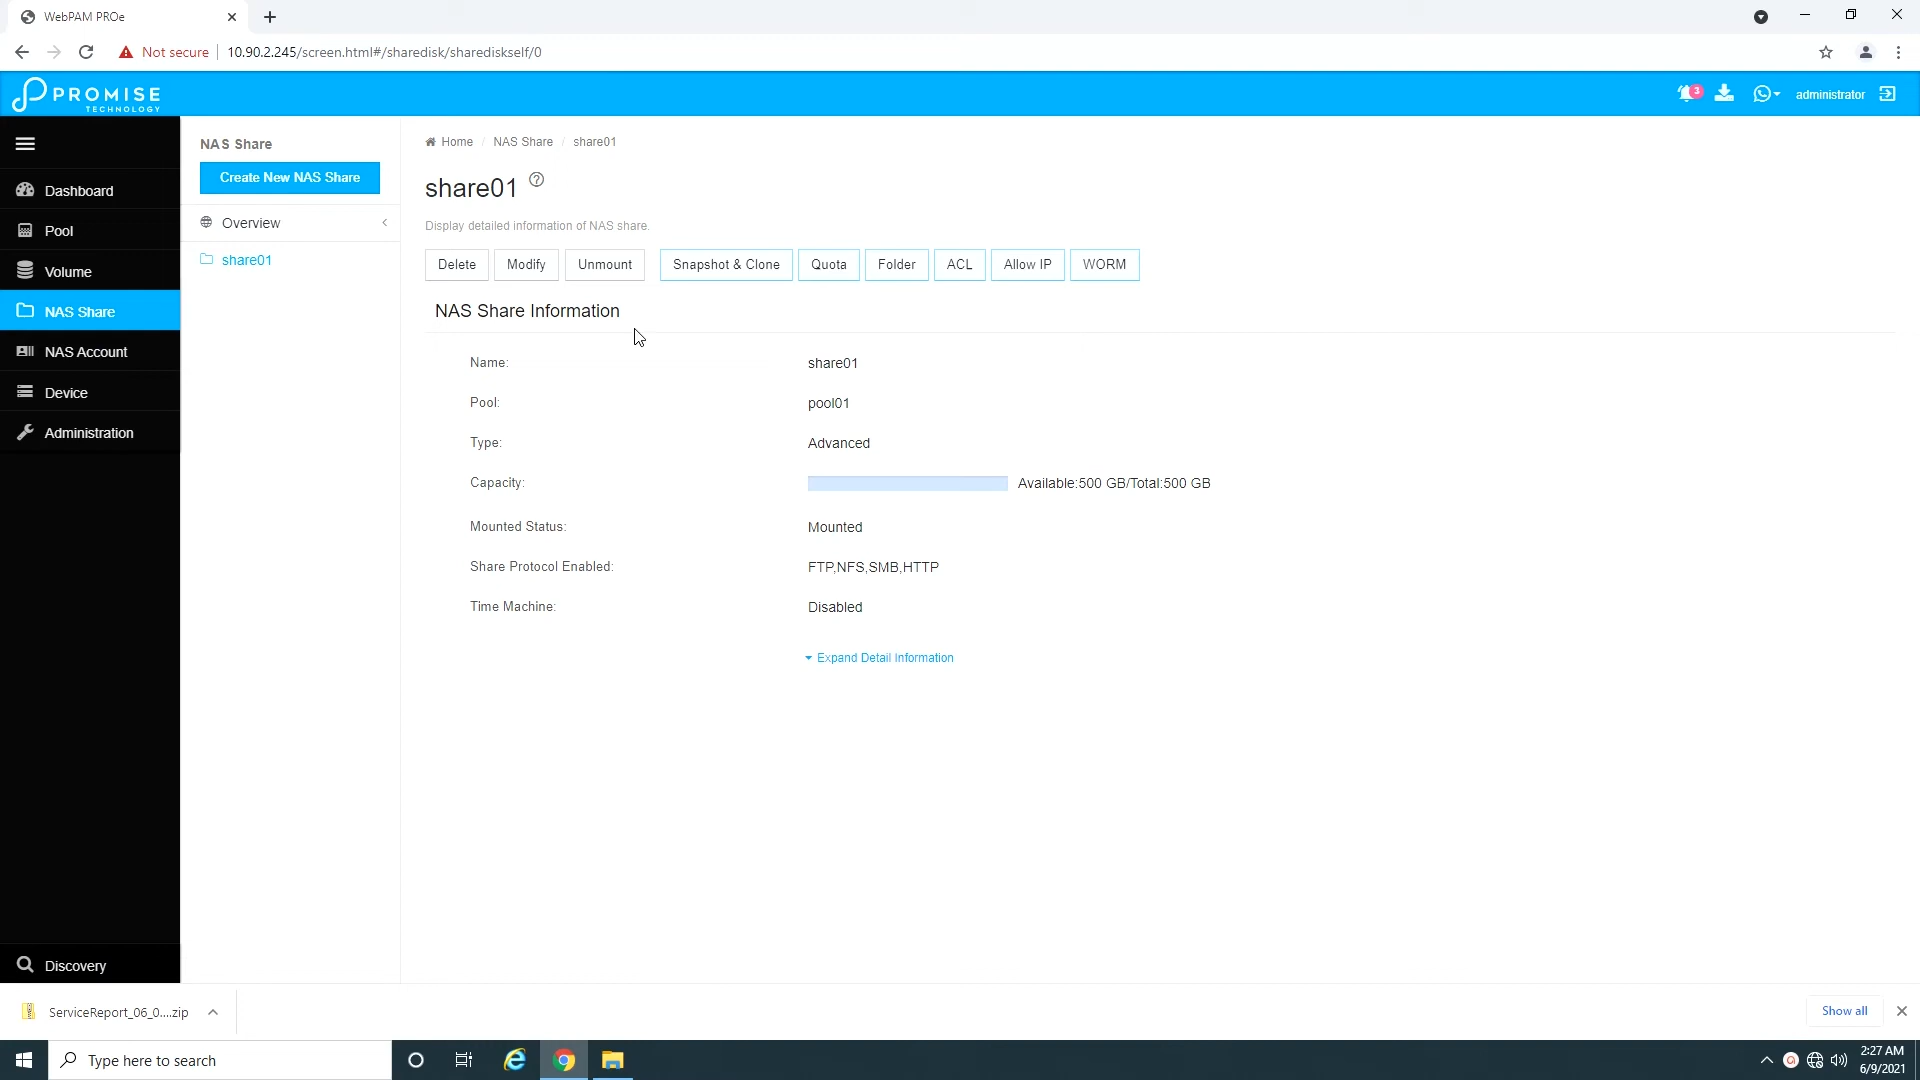 WebPAM PROe
Not secure
10.90.2.245/screen.html#/sharedisk/sharediskself/0
PROMISE
TECHNOLOGY
3
administrator
Dashboard
Pool
Volume
NAS Share
NAS Account
Device
Administration
Discovery
NAS Share
Create New NAS Share
Overview
share01
Home / NAS Share / share01
share01
Display detailed information of NAS share.
Delete Modify Unmount Snapshot & Clone Quota Folder ACL Allow IP WORM
NAS Share Information
Name: share01
Pool: pool01
Type: Advanced
Capacity: Available:500 GB/Total:500 GB
Mounted Status: Mounted
Share Protocol Enabled: FTP,NFS,SMB,HTTP
Time Machine: Disabled
Expand Detail Information
ServiceReport_06_0....zip
Show all
Type here to search
2:27 AM
6/9/2021